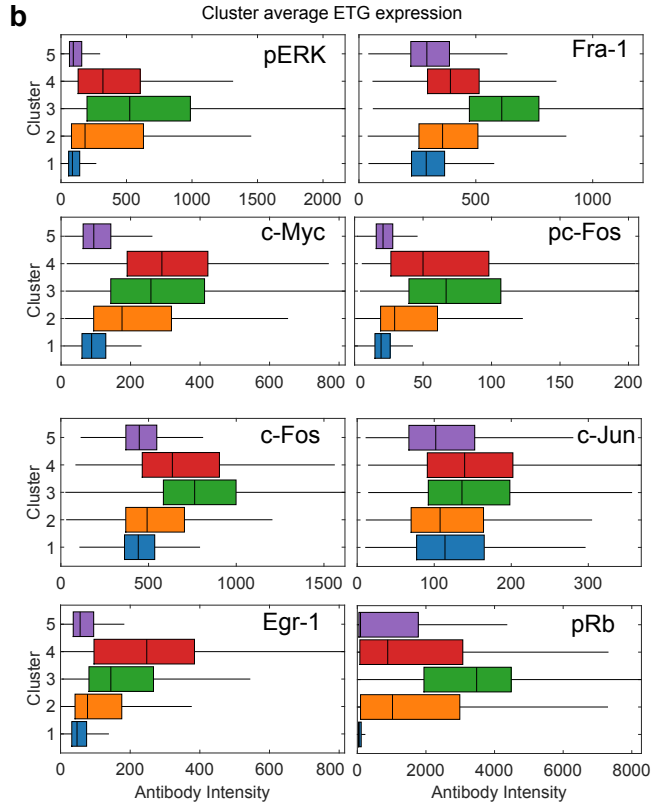 b
Cluster average ETG expression
pERK
Fra-1
Cluster
5
4
3
2
1
0 500 1000 1500 2000
500 1000
c-Myc
pc-Fos
Cluster
5
4
3
2
1
0 200 400 600 800
50 100 150 200
c-Fos
c-Jun
Cluster
5
4
3
2
1
500 1000 1500
0 100 200 300
Egr-1
pRb
Cluster
5
4
3
2
1
0 200 400 600 800
0 2000 4000 6000 8000
Antibody Intensity
Antibody Intensity